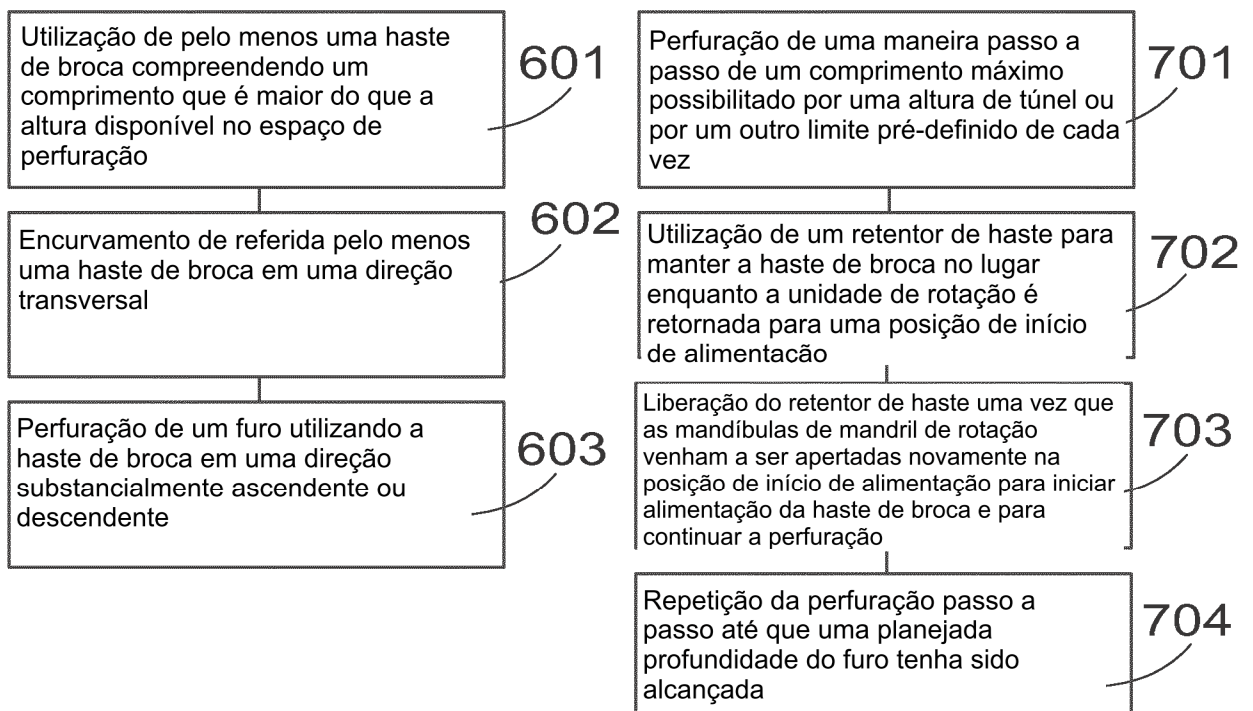 Utilização de pelo menos uma haste
de broca compreendendo um
comprimento que é maior do que a
altura disponível no espaço de
perfuração
601
Encurvamento de referida pelo menos
uma haste de broca em uma direção
transversal
602
Perfuração de um furo utilizando a
haste de broca em uma direção
substancialmente ascendente ou
descendente
603
Perfuração de uma maneira passo a
passo de um comprimento máximo
possibilitado por uma altura de túnel ou
por um outro limite pré-definido de cada
vez
701
Utilização de um retentor de haste para
manter a haste de broca no lugar
enquanto a unidade de rotação é
retornada para uma posição de início
de alimentacão
702
Liberação do retentor de haste uma vez que
as mandíbulas de mandril de rotação
venham a ser apertadas novamente na
posição de início de alimentação para iniciar
alimentação da haste de broca e para
continuar a perfuração
703
Repetição da perfuração passo a
passo até que uma planejada
profundidade do furo tenha sido
alcançada
704